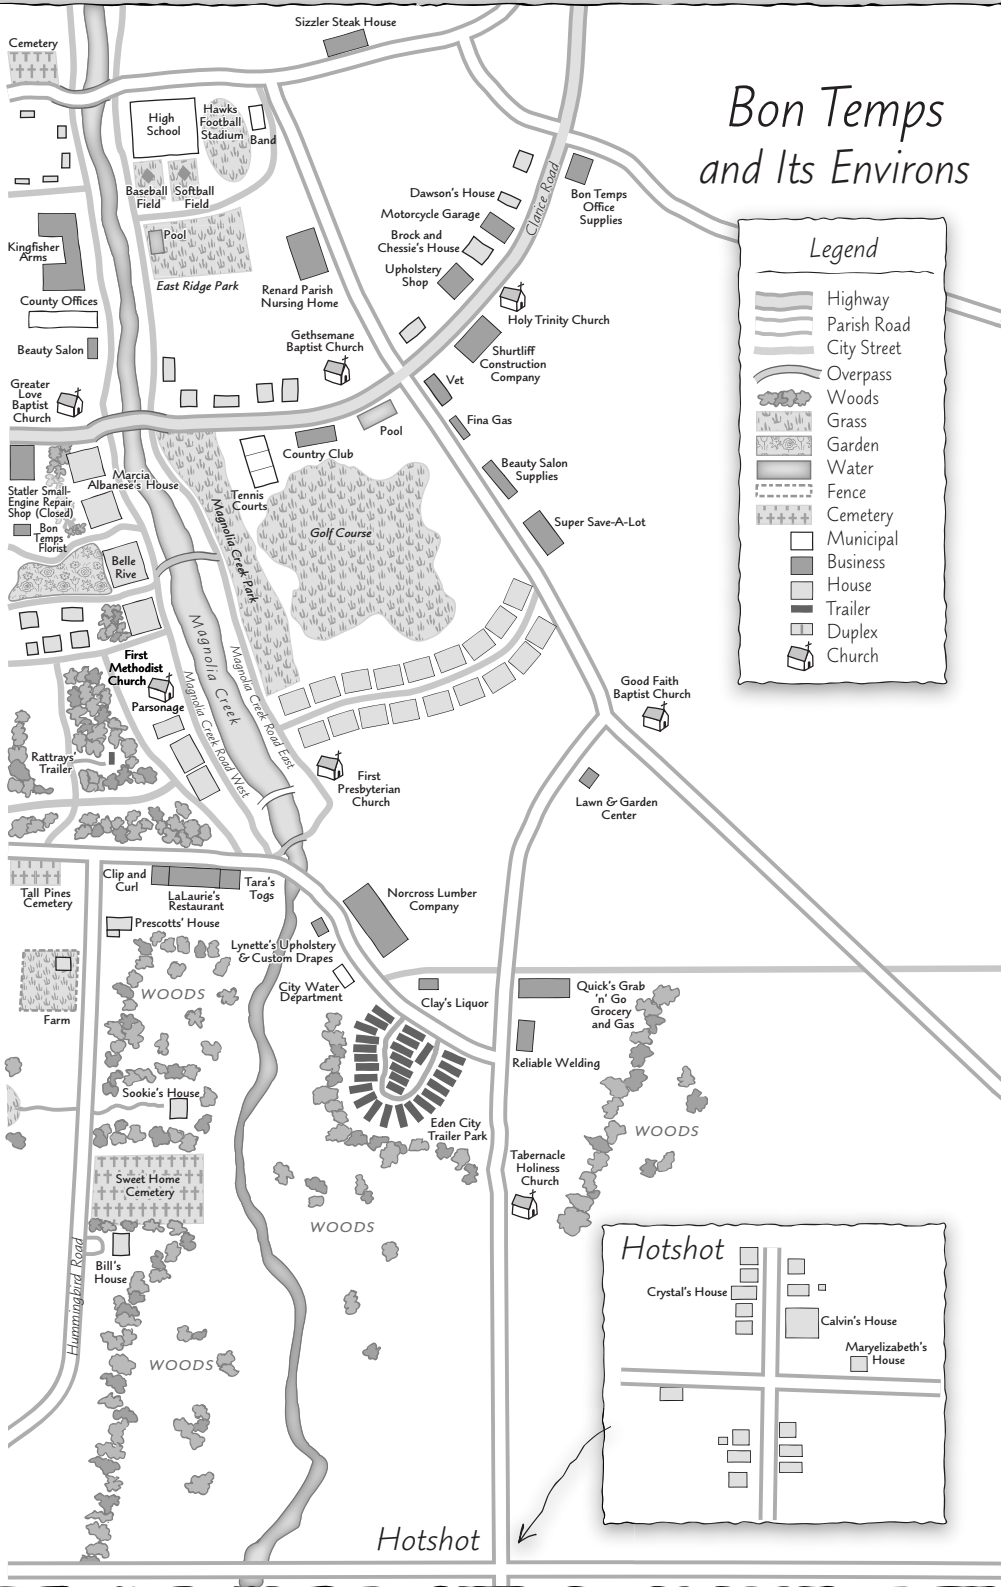 Bon Temps
and Its Environs
Legend
Highway
Parish Road
City Street
Overpass
Woods
Grass
Garden
Water
Fence
Cemetery
Municipal
Business
House
Trailer
Duplex
Church
Sizzler Steak House
Cemetery
High
School
Hawks
Football
Stadium
Band
Baseball
Field
Softball
Field
Dawson's House
Motorcycle Garage
Brock and
Chessie's House
Upholstery
Shop
Clarice Road
Bon Temps
Office
Supplies
Kingfisher
Arms
Pool
East Ridge Park
Renard Parish
Nursing Home
County Offices
Holy Trinity Church
Beauty Salon
Gethsemane
Baptist Church
Shurtliff
Construction
Company
Greater
Love
Baptist
Church
Vet
Fina Gas
Pool
Country Club
Beauty Salon
Supplies
Marcia
Albanese's House
Statler Small-
Engine Repair
Shop (Closed)
Tennis
Courts
Magnolia Creek Park
Golf Course
Super Save-A-Lot
Bon
Temps
Florist
Belle
Rive
Magnolia Creek
Magnolia Creek Road East
Magnolia Creek Road West
First
Methodist
Church
Parsonage
Good Faith
Baptist Church
Rattrays'
Trailer
First
Presbyterian
Church
Lawn & Garden
Center
Tall Pines
Cemetery
Clip and
Curl
LaLaurie's
Restaurant
Tara's
Togs
Norcross Lumber
Company
Prescotts' House
Lynette's Upholstery
& Custom Drapes
WOODS
City Water
Department
Clay's Liquor
Quick's Grab
'n' Go
Grocery
and Gas
Farm
Reliable Welding
Sookie's House
Eden City
Trailer Park
WOODS
Tabernacle
Holiness
Church
Sweet Home
Cemetery
WOODS
Bill's
House
Hummingbird Road
WOODS
Hotshot
Crystal's House
Calvin's House
Maryelizabeth's
House
Hotshot